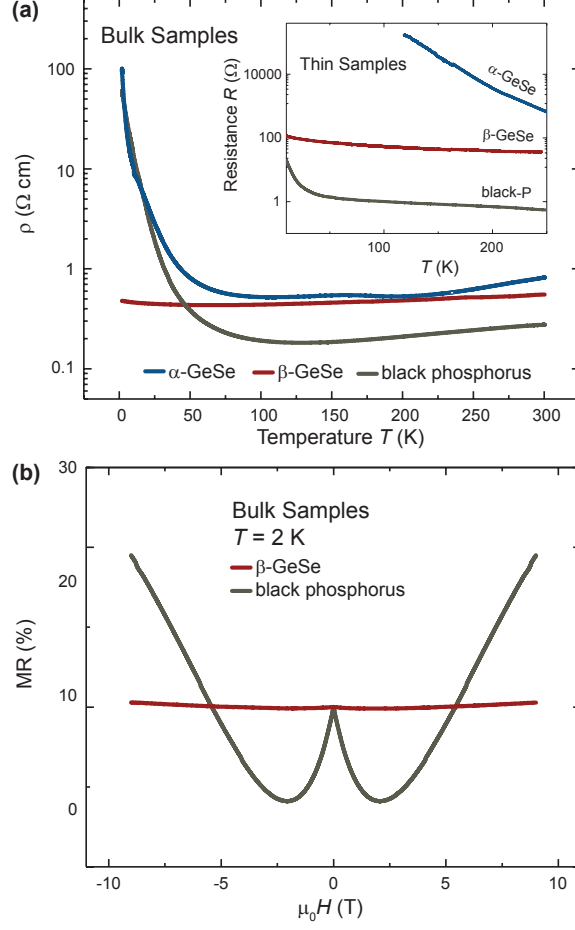 (a)
Bulk Samples
Thin Samples
α-GeSe
β-GeSe
black-P
Resistance R (Ω)
10000
100
1
100
200
T (K)
ρ (Ω cm)
100
10
1
0.1
α-GeSe β-GeSe black phosphorus
0 50 100 150 200 250 300
Temperature T (K)
(b)
Bulk Samples
T = 2 K
β-GeSe
black phosphorus
MR (%)
30
20
10
0
-10 -5 0 5 10
μ0H (T)